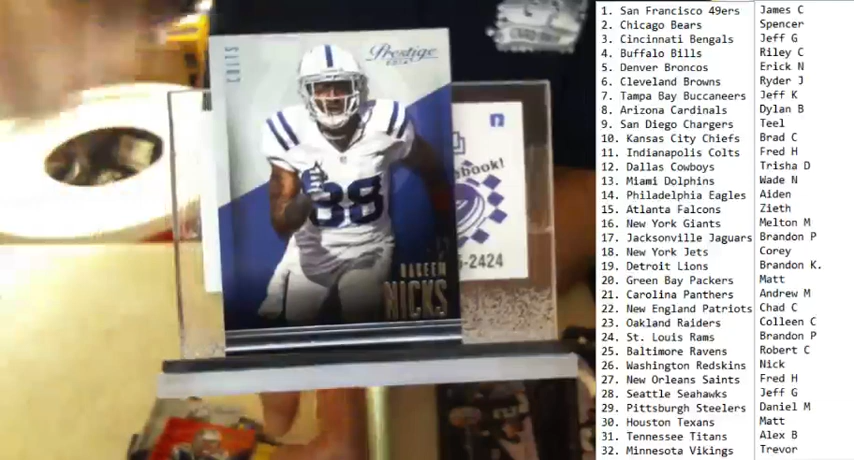 COLTS
Prestige
88
HAKEEM
NICKS
ebook!
-2424
1. San Francisco 49ers James C
2. Chicago Bears Spencer
3. Cincinnati Bengals Jeff G
4. Buffalo Bills Riley C
5. Denver Broncos Erick N
6. Cleveland Browns Ryder J
7. Tampa Bay Buccaneers Jeff K
8. Arizona Cardinals Dylan B
9. San Diego Chargers Teel
10. Kansas City Chiefs Brad C
11. Indianapolis Colts Fred H
12. Dallas Cowboys Trisha D
13. Miami Dolphins Wade N
14. Philadelphia Eagles Aiden
15. Atlanta Falcons Zieth
16. New York Giants Melton M
17. Jacksonville Jaguars Brandon P
18. New York Jets Corey
19. Detroit Lions Brandon K.
20. Green Bay Packers Matt
21. Carolina Panthers Andrew M
22. New England Patriots Chad C
23. Oakland Raiders Colleen C
24. St. Louis Rams Brandon P
25. Baltimore Ravens Robert C
26. Washington Redskins Nick
27. New Orleans Saints Fred H
28. Seattle Seahawks Jeff G
29. Pittsburgh Steelers Daniel M
30. Houston Texans Matt
31. Tennessee Titans Alex B
32. Minnesota Vikings Trevor